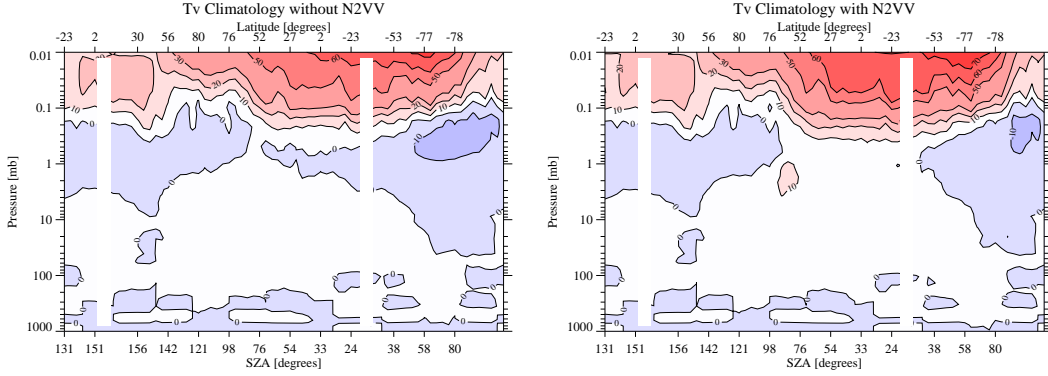 Tv Climatology without N2VV
Latitude [degrees]
-23 2 30 56 80 76 52 27 2 -23 -53 -77 -78
0.01
0.1
1
10
100
1000
Pressure [mb]
131 151 156 142 121 98 76 54 33 24 38 58 80
SZA [degrees]
Tv Climatology with N2VV
Latitude [degrees]
-23 2 30 56 80 76 52 27 2 -23 -53 -77 -78
0.01
0.1
1
10
100
1000
Pressure [mb]
131 151 156 142 121 98 76 54 33 24 38 58 80
SZA [degrees]